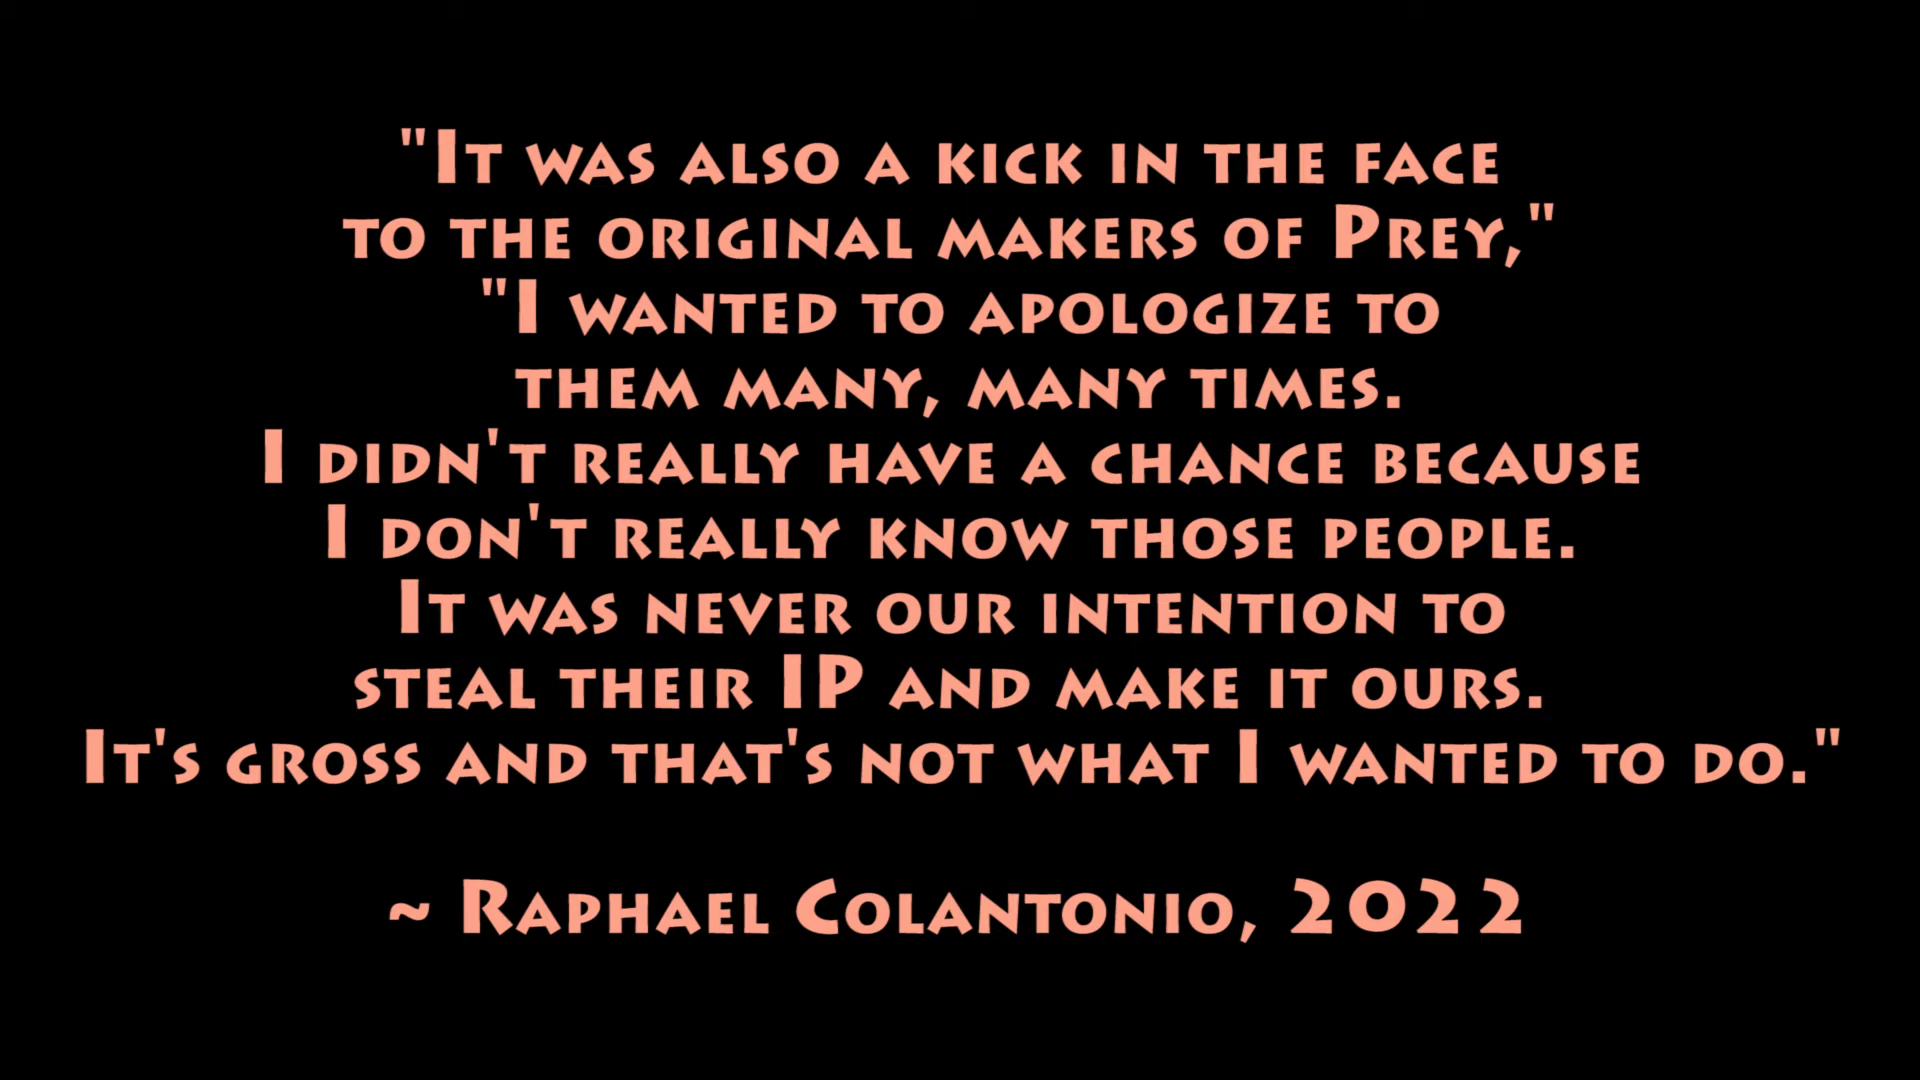 "It was also a kick in the face
to the original makers of Prey,"
"I wanted to apologize to
them many, many times.
I didn't really have a chance because
I don't really know those people.
It was never our intention to
steal their IP and make it ours.
It's gross and that's not what I wanted to do."
~ Raphael Colantonio, 2022